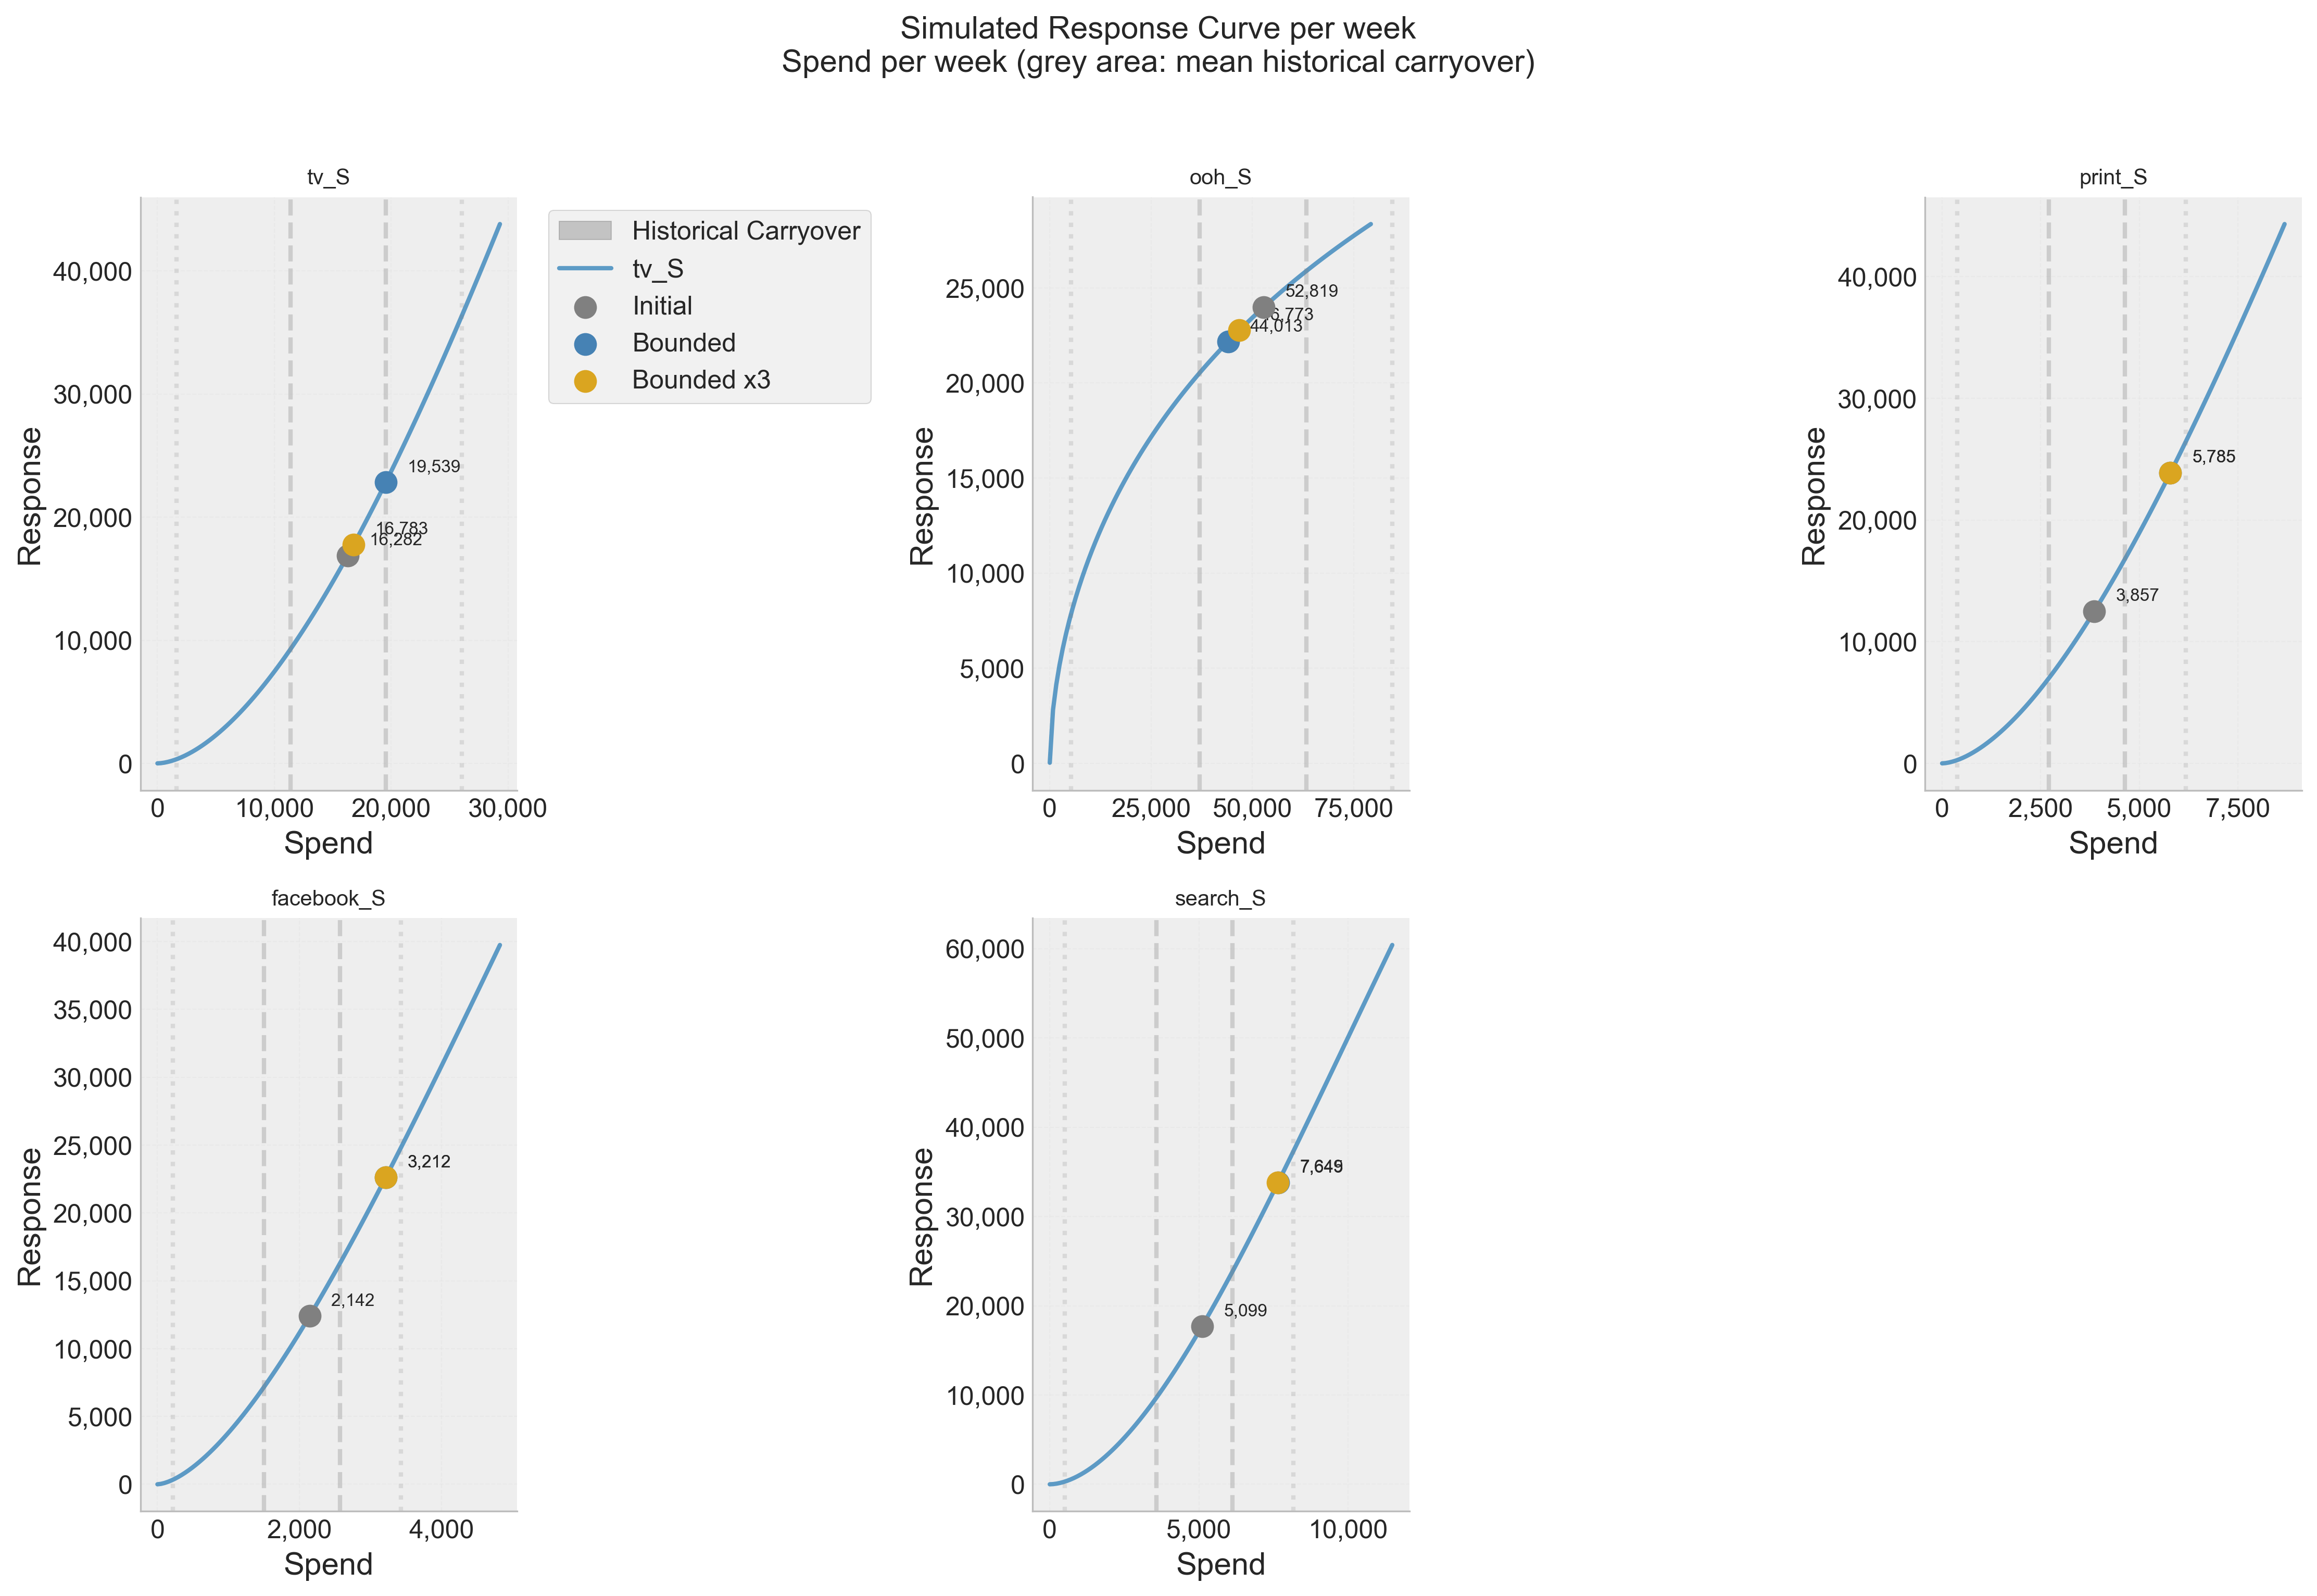 Simulated Response Curve per week
Spend per week (grey area: mean historical carryover)
tv_S
Response
40,000
30,000
20,000
10,000
0
19,539
16,783
16,282
0
10,000
20,000
30,000
Spend
Historical Carryover
tv_S
Initial
Bounded
Bounded x3
ooh_S
Response
25,000
20,000
15,000
10,000
5,000
0
52,819
44,013
0
25,000
50,000
75,000
Spend
print_S
Response
40,000
30,000
20,000
10,000
0
5,785
3,857
0
2,500
5,000
7,500
Spend
facebook_S
Response
40,000
35,000
30,000
25,000
20,000
15,000
10,000
5,000
0
3,212
2,142
0
2,000
4,000
Spend
search_S
Response
60,000
50,000
40,000
30,000
20,000
10,000
0
5,099
0
5,000
10,000
Spend